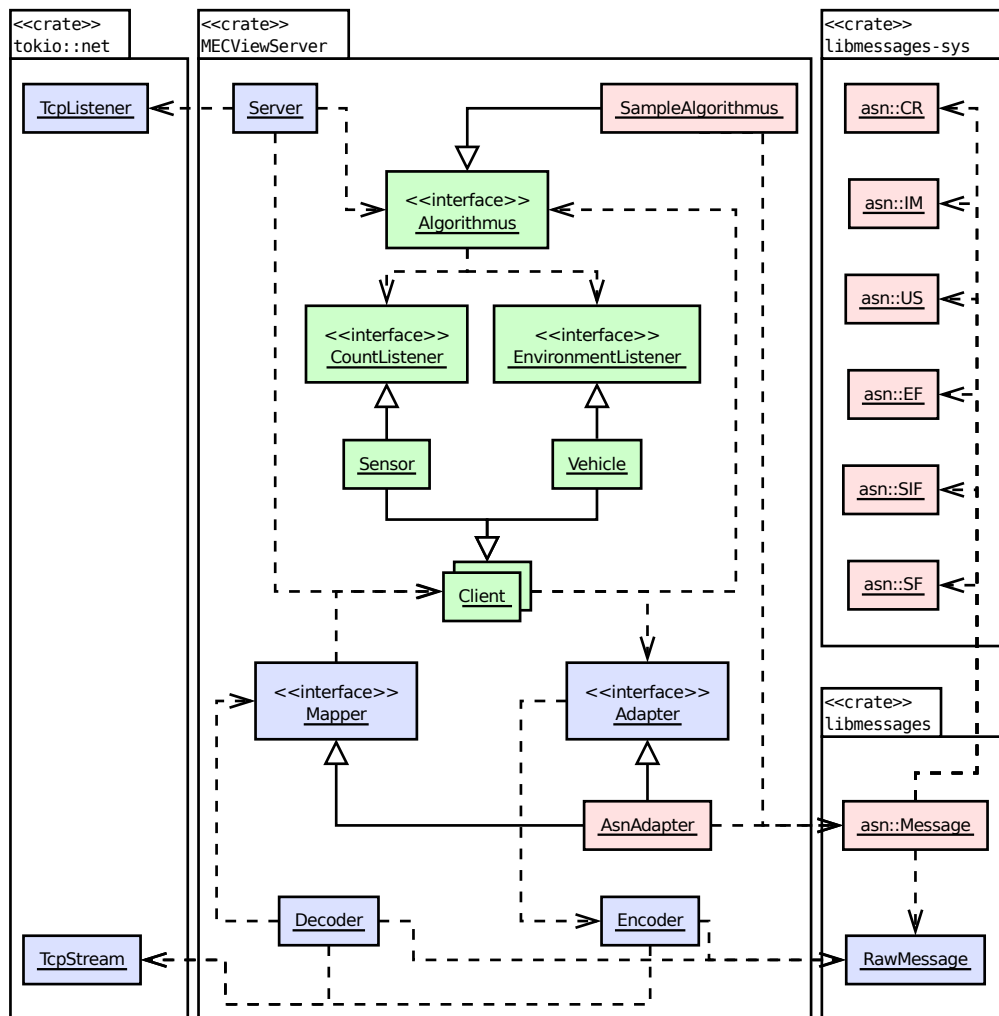 <<crate>>
tokio::net
<<crate>>
MECViewServer
<<crate>>
libmessages-sys
TcpListener
Server
SampleAlgorithmus
asn::CR
<<interface>>
Algorithmus
asn::IM
asn::US
<<interface>>
CountListener
<<interface>>
EnvironmentListener
asn::EF
Sensor
Vehicle
asn::SIF
asn::SF
Client
<<interface>>
Mapper
<<interface>>
Adapter
<<crate>>
libmessages
AsnAdapter
asn::Message
Decoder
Encoder
TcpStream
RawMessage